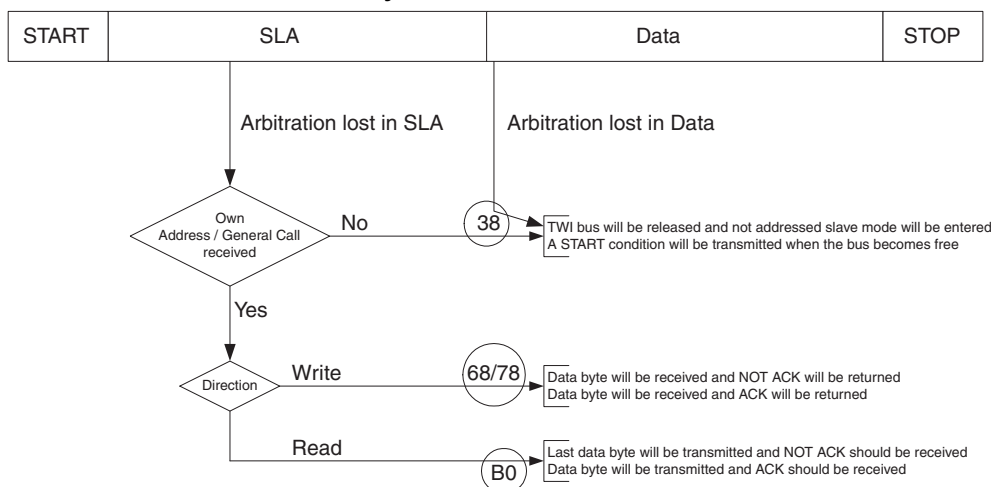 START SLA Data STOP
Arbitration lost in SLA Arbitration lost in Data
Own
Address / General Call
received
No
38
TWI bus will be released and not addressed slave mode will be entered
A START condition will be transmitted when the bus becomes free
Yes
Direction
Write
68/78
Data byte will be received and NOT ACK will be returned
Data byte will be received and ACK will be returned
Read
B0
Last data byte will be transmitted and NOT ACK should be received
Data byte will be transmitted and ACK should be received